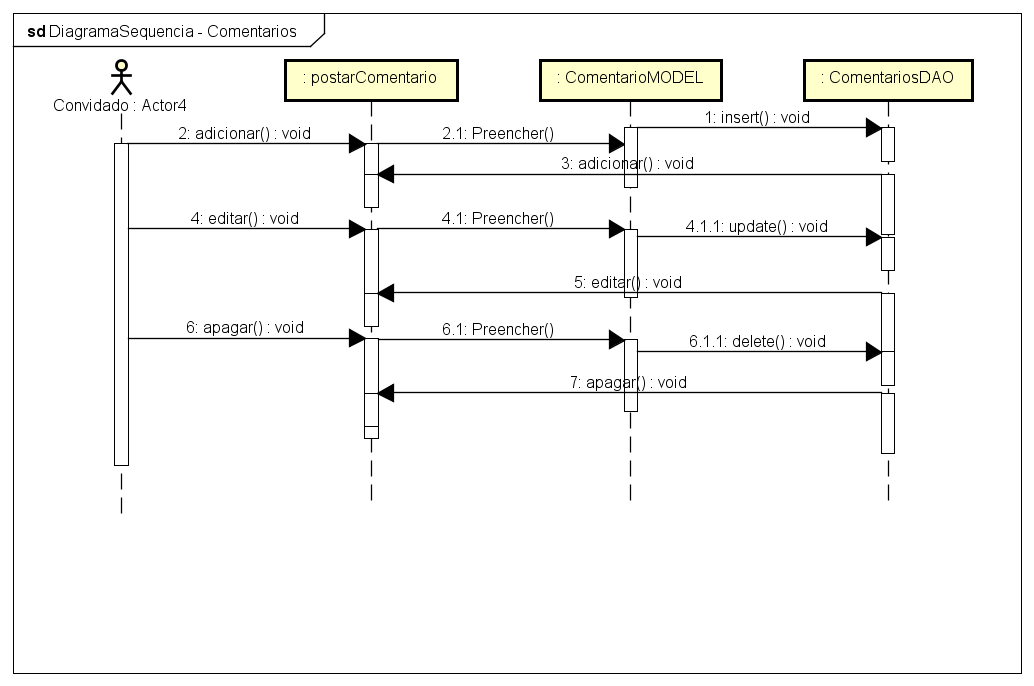 sd DiagramaSequencia - Comentarios
Convidado : Actor4
: postarComentario
: ComentarioMODEL
: ComentariosDAO
1: insert() : void
2: adicionar() : void
2.1: Preencher()
3: adicionar() : void
4: editar() : void
4.1: Preencher()
4.1.1: update() : void
5: editar() : void
6: apagar() : void
6.1: Preencher()
6.1.1: delete() : void
7: apagar() : void